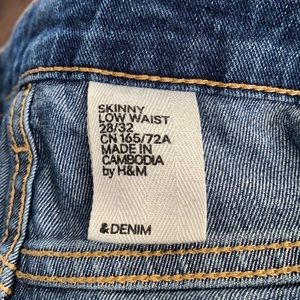 SKINNY
LOW WAIST
28/32
CN 165/72A
MADE IN
CAMBODIA
by H&M
&DENIM